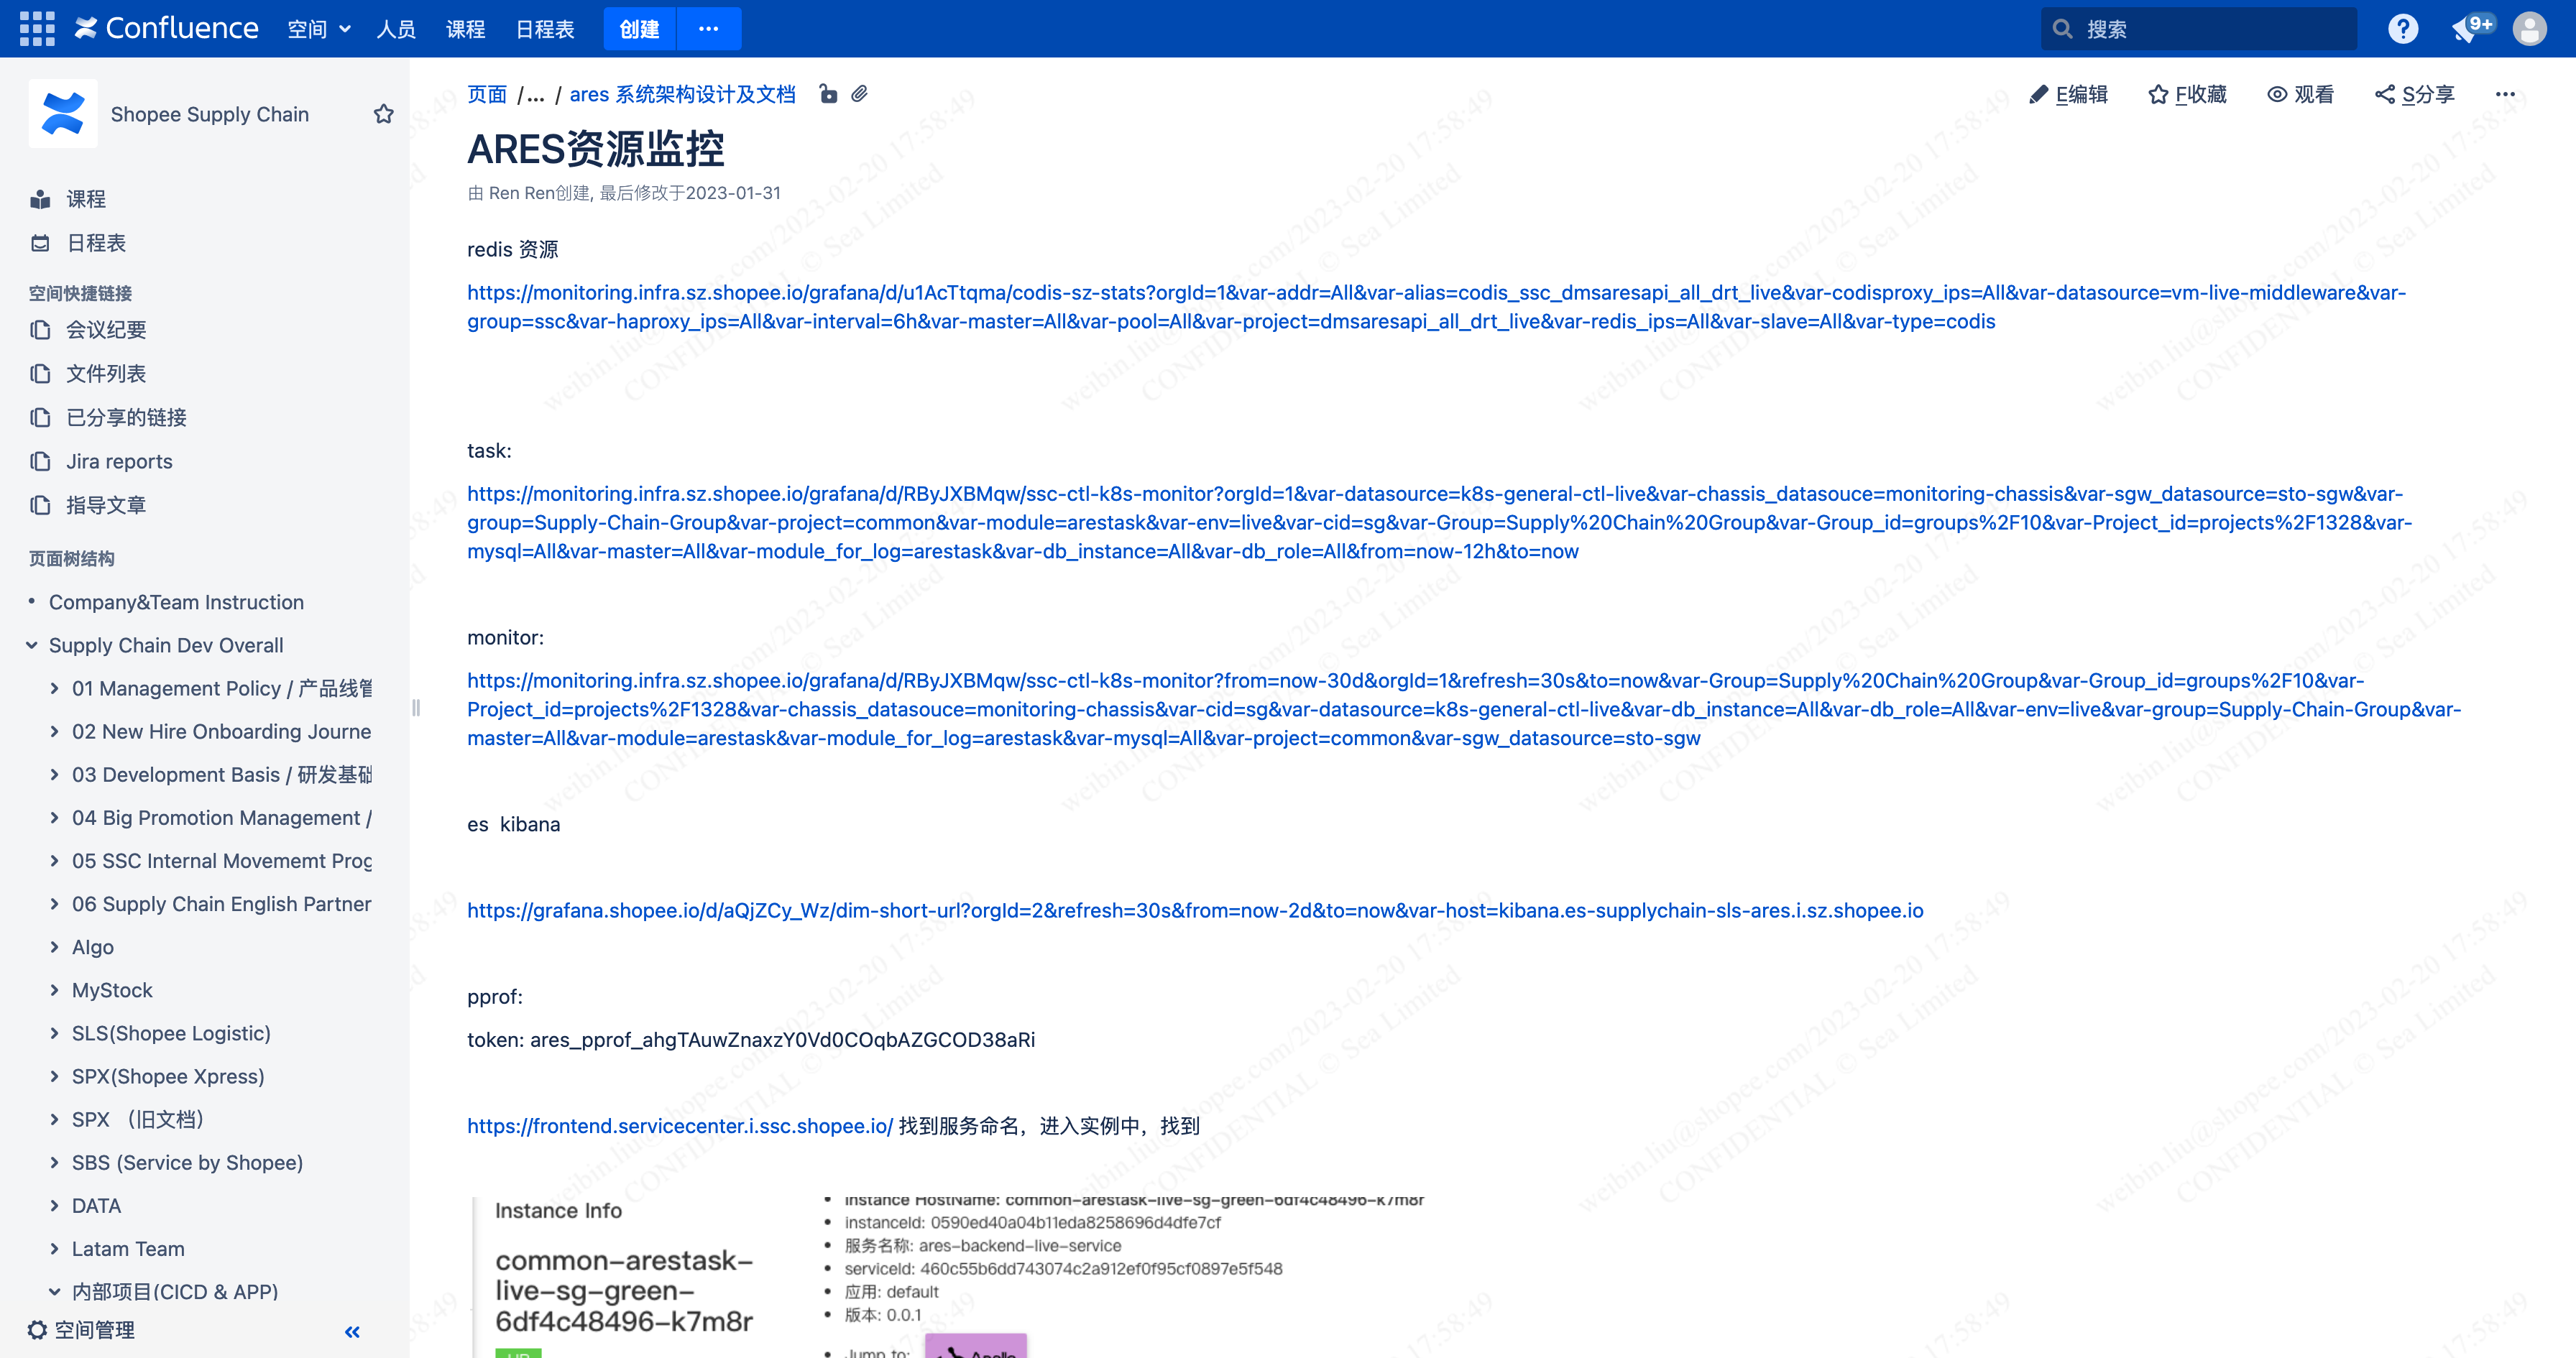 Confluence 空间 人员 课程 日程表 创建 ··· 搜索 9+
Shopee Supply Chain
课程
日程表
空间快捷链接
会议纪要
文件列表
已分享的链接
Jira reports
指导文章
页面树结构
Company&Team Instruction
Supply Chain Dev Overall
01 Management Policy / 产品线管
02 New Hire Onboarding Journe
03 Development Basis / 研发基础
04 Big Promotion Management /
05 SSC Internal Movememt Prog
06 Supply Chain English Partner
Algo
MyStock
SLS(Shopee Logistic)
SPX(Shopee Xpress)
SPX （旧文档）
SBS (Service by Shopee)
DATA
Latam Team
内部项目(CICD & APP)
空间管理
页面 /... / ares 系统架构设计及文档
E编辑 F收藏 观看 S分享 ···
ARES资源监控
由 Ren Ren创建, 最后修改于2023-01-31
redis 资源
https://monitoring.infra.sz.shopee.io/grafana/d/u1AcTtqma/codis-sz-stats?orgId=1&var-addr=All&var-alias=codis_ssc_dmsaresapi_all_drt_live&var-codisproxy_ips=All&var-datasource=vm-live-middleware&var-
group=ssc&var-haproxy_ips=All&var-interval=6h&var-master=All&var-pool=All&var-project=dmsaresapi_all_drt_live&var-redis_ips=All&var-slave=All&var-type=codis
task:
https://monitoring.infra.sz.shopee.io/grafana/d/RByJXBMqw/ssc-ctl-k8s-monitor?orgId=1&var-datasource=k8s-general-ctl-live&var-chassis_datasouce=monitoring-chassis&var-sgw_datasource=sto-sgw&var-
group=Supply-Chain-Group&var-project=common&var-module=arestask&var-env=live&var-cid=sg&var-Group=Supply%20Chain%20Group&var-Group_id=groups%2F10&var-Project_id=projects%2F1328&var-
mysql=All&var-master=All&var-module_for_log=arestask&var-db_instance=All&var-db_role=All&from=now-12h&to=now
monitor:
https://monitoring.infra.sz.shopee.io/grafana/d/RByJXBMqw/ssc-ctl-k8s-monitor?from=now-30d&orgId=1&refresh=30s&to=now&var-Group=Supply%20Chain%20Group&var-Group_id=groups%2F10&var-
Project_id=projects%2F1328&var-chassis_datasouce=monitoring-chassis&var-cid=sg&var-datasource=k8s-general-ctl-live&var-db_instance=All&var-db_role=All&var-env=live&var-group=Supply-Chain-Group&var-
master=All&var-module=arestask&var-module_for_log=arestask&var-mysql=All&var-project=common&var-sgw_datasource=sto-sgw
es kibana
https://grafana.shopee.io/d/aQjZCy_Wz/dim-short-url?orgId=2&refresh=30s&from=now-2d&to=now&var-host=kibana.es-supplychain-sls-ares.i.sz.shopee.io
pprof:
token: ares_pprof_ahgTAuwZnaxzY0Vd0COqbAZGCOD38aRi
https://frontend.servicecenter.i.ssc.shopee.io/ 找到服务命名，进入实例中，找到
Instance Info
common-arestask-
live-sg-green-
6df4c48496-k7m8r
UP
Instance HostName: common-arestask-live-sg-green-6df4c48496-k7m8r
instanceId: 0590ed40a04b11eda8258696d4dfe7cf
服务名称: ares-backend-live-service
serviceId: 460c55b6dd743074c2a912ef0f95cf0897e5f548
应用: default
版本: 0.0.1
Jump to: Apollo
weibin.liu@shopee.com/2023-02-20 17:58:49
CONFIDENTIAL © Sea Limited